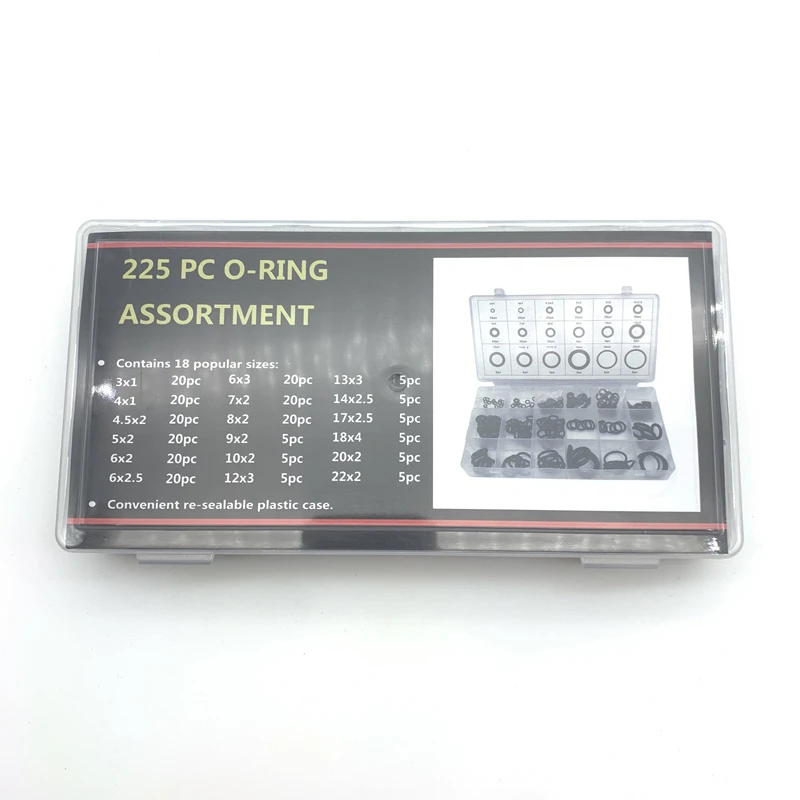 225 PC O-RING
ASSORTMENT
• Contains 18 popular sizes:
3x1 20pc 6x3 20pc 13x3 5pc
4x1 20pc 7x2 20pc 14x2.5 5pc
4.5x2 20pc 8x2 20pc 17x2.5 5pc
5x2 20pc 9x2 5pc 18x4 5pc
6x2 20pc 10x2 5pc 20x2 5pc
6x2.5 20pc 12x3 5pc 22x2 5pc
• Convenient re-sealable plastic case.